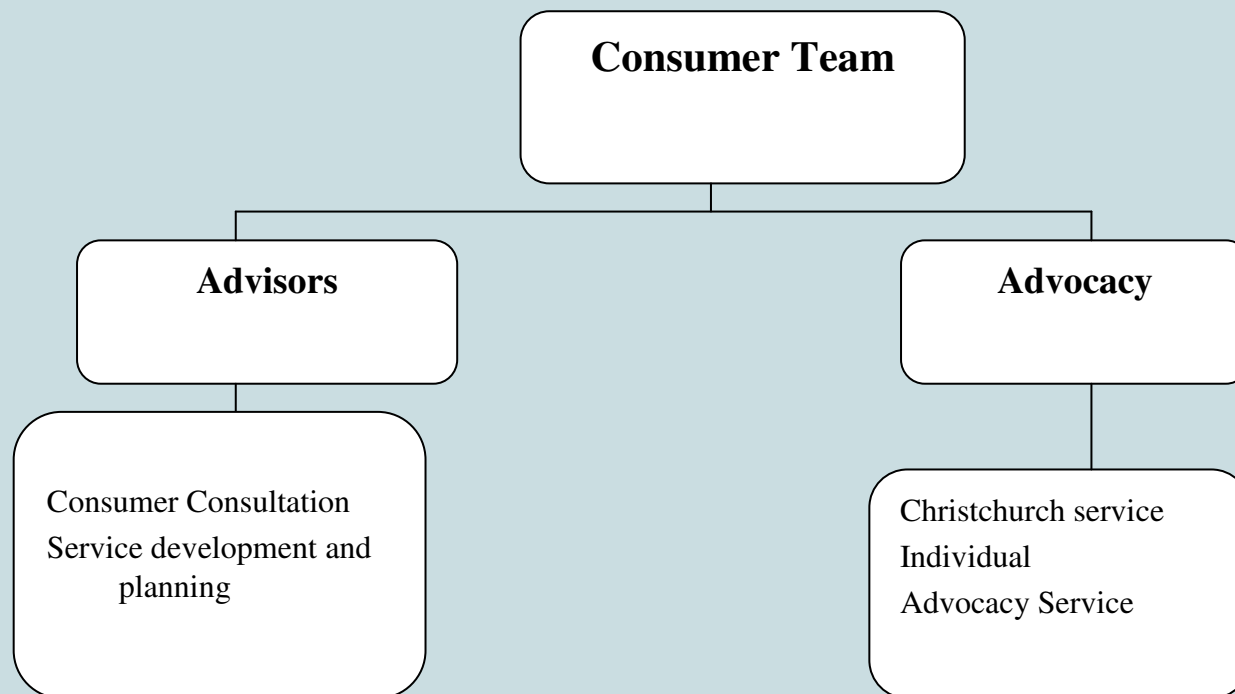 Consumer Team
Advisors
Advocacy
Consumer Consultation
Service development and
planning
Christchurch service
Individual
Advocacy Service